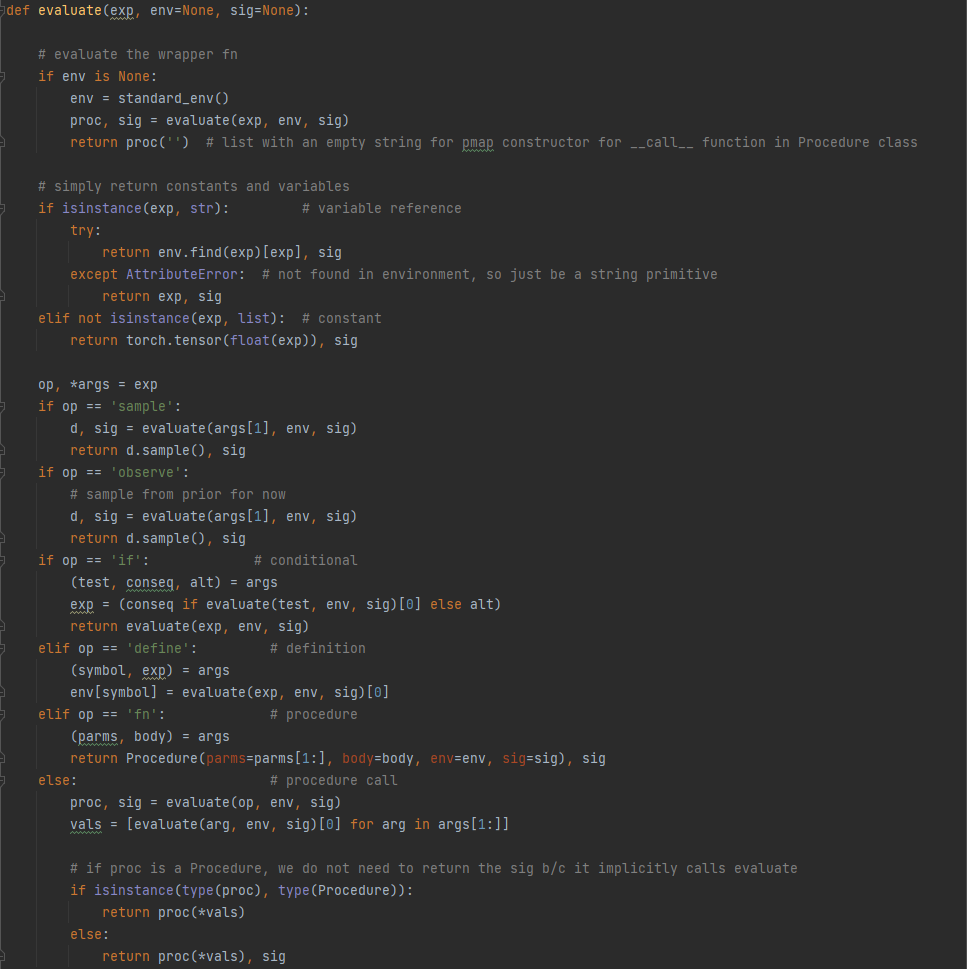 def evaluate(exp, env=None, sig=None):
    # evaluate the wrapper fn
    if env is None:
        env = standard_env()
        proc, sig = evaluate(exp, env, sig)
        return proc('')  # list with an empty string for pmap constructor for __call__ function in Procedure class
    # simply return constants and variables
    if isinstance(exp, str):         # variable reference
        try:
            return env.find(exp)[exp], sig
        except AttributeError:  # not found in environment, so just be a string primitive
            return exp, sig
    elif not isinstance(exp, list):  # constant
        return torch.tensor(float(exp)), sig
    op, *args = exp
    if op == 'sample':
        d, sig = evaluate(args[1], env, sig)
        return d.sample(), sig
    if op == 'observe':
        # sample from prior for now
        d, sig = evaluate(args[1], env, sig)
        return d.sample(), sig
    if op == 'if':             # conditional
        (test, conseq, alt) = args
        exp = (conseq if evaluate(test, env, sig)[0] else alt)
        return evaluate(exp, env, sig)
    elif op == 'define':         # definition
        (symbol, exp) = args
        env[symbol] = evaluate(exp, env, sig)[0]
    elif op == 'fn':             # procedure
        (parms, body) = args
        return Procedure(parms=parms[1:], body=body, env=env, sig=sig), sig
    else:                        # procedure call
        proc, sig = evaluate(op, env, sig)
        vals = [evaluate(arg, env, sig)[0] for arg in args[1:]]
        # if proc is a Procedure, we do not need to return the sig b/c it implicitly calls evaluate
        if isinstance(type(proc), type(Procedure)):
            return proc(*vals)
        else:
            return proc(*vals), sig